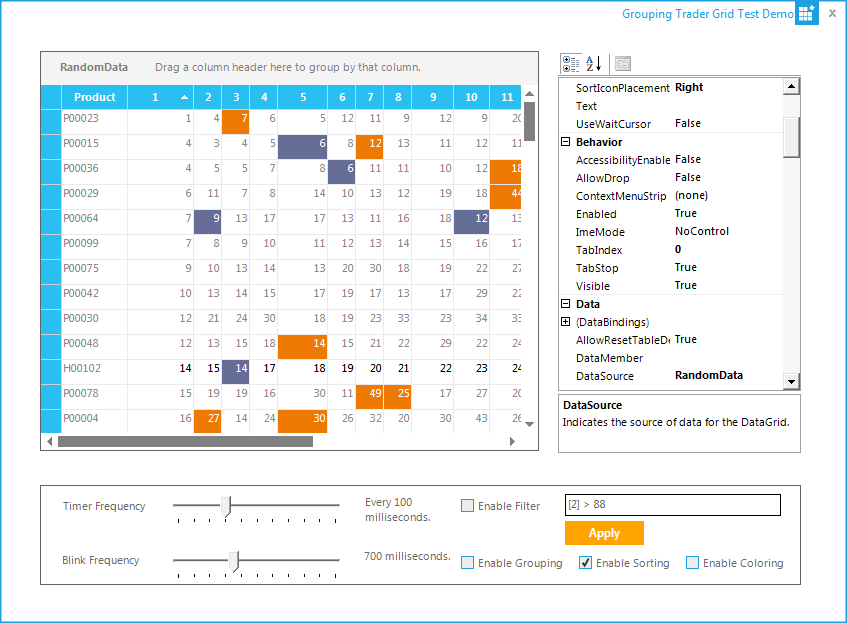 Grouping Trader Grid Test Demo
RandomData Drag a column header here to group by that column.
Product 1 2 3 4 5 6 7 8 9 10 11
P00023 1 4 7 6 5 12 11 9 12 9 20
P00015 4 3 4 5 6 8 12 13 11 12 11
P00036 4 5 5 7 8 6 11 11 10 12 18
P00029 6 11 7 8 14 10 13 12 19 18 44
P00064 7 9 13 17 17 13 11 16 18 12 13
P00099 7 8 9 10 11 12 13 14 15 16 17
P00075 9 10 13 14 13 20 30 18 19 22 27
P00042 10 13 14 15 17 19 17 13 17 29 22
P00030 12 21 24 30 18 19 23 33 23 34 33
P00048 12 13 15 18 14 15 21 21 22 22 24
H00102 14 15 14 17 18 19 20 21 22 23 24
P00078 15 19 19 16 30 11 49 25 17 27 20
P00004 16 27 14 24 30 26 32 20 30 43 26
SortIconPlacement Right
Text
UseWaitCursor False
Behavior
AccessibilityEnable False
AllowDrop False
ContextMenuStrip (none)
Enabled True
ImeMode NoControl
TabIndex 0
TabStop True
Visible True
Data
(DataBindings)
AllowResetTableDe True
DataMember
DataSource RandomData
DataSource
Indicates the source of data for the DataGrid.
Timer Frequency
Every 100
milliseconds.
Enable Filter
[2] > 88
Apply
Blink Frequency
700 milliseconds.
Enable Grouping
Enable Sorting
Enable Coloring